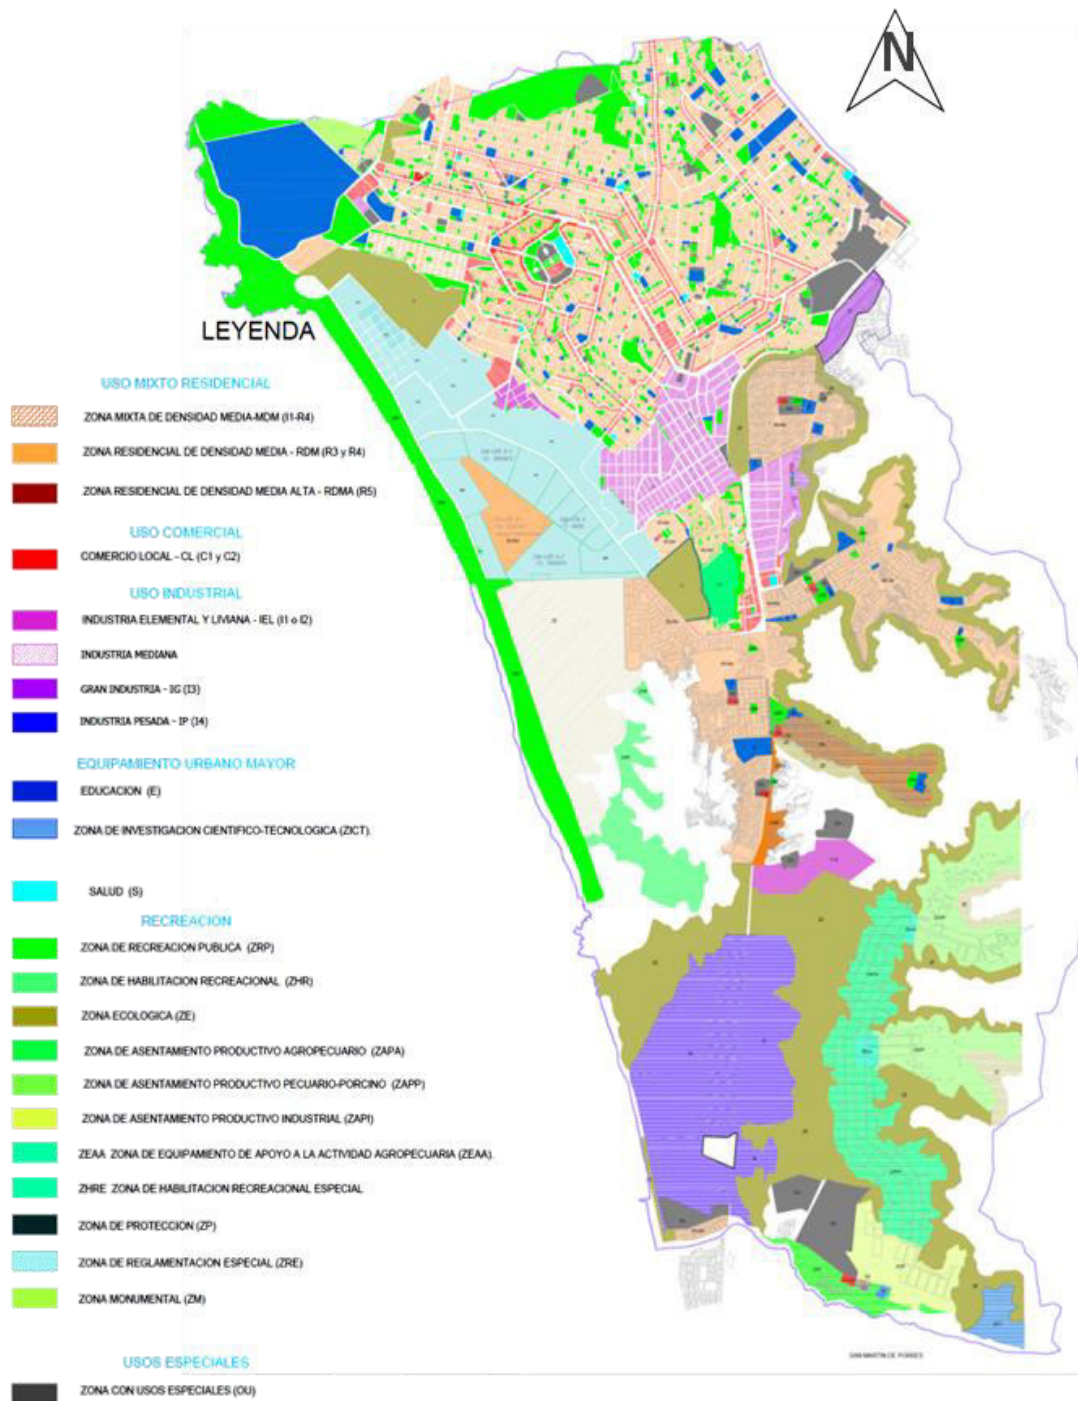 N
LEYENDA
USO MIXTO RESIDENCIAL
ZONA MIXTA DE DENSIDAD MEDIA-MDM (I1-R4)
ZONA RESIDENCIAL DE DENSIDAD MEDIA - RDM (R3 y R4)
ZONA RESIDENCIAL DE DENSIDAD MEDIA ALTA - RDMA (R5)
USO COMERCIAL
COMERCIO LOCAL - CL (C1 y C2)
USO INDUSTRIAL
INDUSTRIA ELEMENTAL Y LIVIANA - IEL (I1 o I2)
INDUSTRIA MEDIANA
GRAN INDUSTRIA - IG (I3)
INDUSTRIA PESADA - IP (I4)
EQUIPAMIENTO URBANO MAYOR
EDUCACION (E)
ZONA DE INVESTIGACION CIENTIFICO-TECNOLOGICA (ZICT).
SALUD (S)
RECREACION
ZONA DE RECREACION PUBLICA (ZRP)
ZONA DE HABILITACION RECREACIONAL (ZHR)
ZONA ECOLOGICA (ZE)
ZONA DE ASENTAMIENTO PRODUCTIVO AGROPECUARIO (ZAPA)
ZONA DE ASENTAMIENTO PRODUCTIVO PECUARIO-PORCINO (ZAPP)
ZONA DE ASENTAMIENTO PRODUCTIVO INDUSTRIAL (ZAPI)
ZEAA ZONA DE EQUIPAMIENTO DE APOYO A LA ACTIVIDAD AGROPECUARIA (ZEAA).
ZHRE ZONA DE HABILITACION RECREACIONAL ESPECIAL
ZONA DE PROTECCION (ZP)
ZONA DE REGLAMENTACION ESPECIAL (ZRE)
ZONA MONUMENTAL (ZM)
SAN MARTIN DE PORRES
USOS ESPECIALES
ZONA CON USOS ESPECIALES (OU)